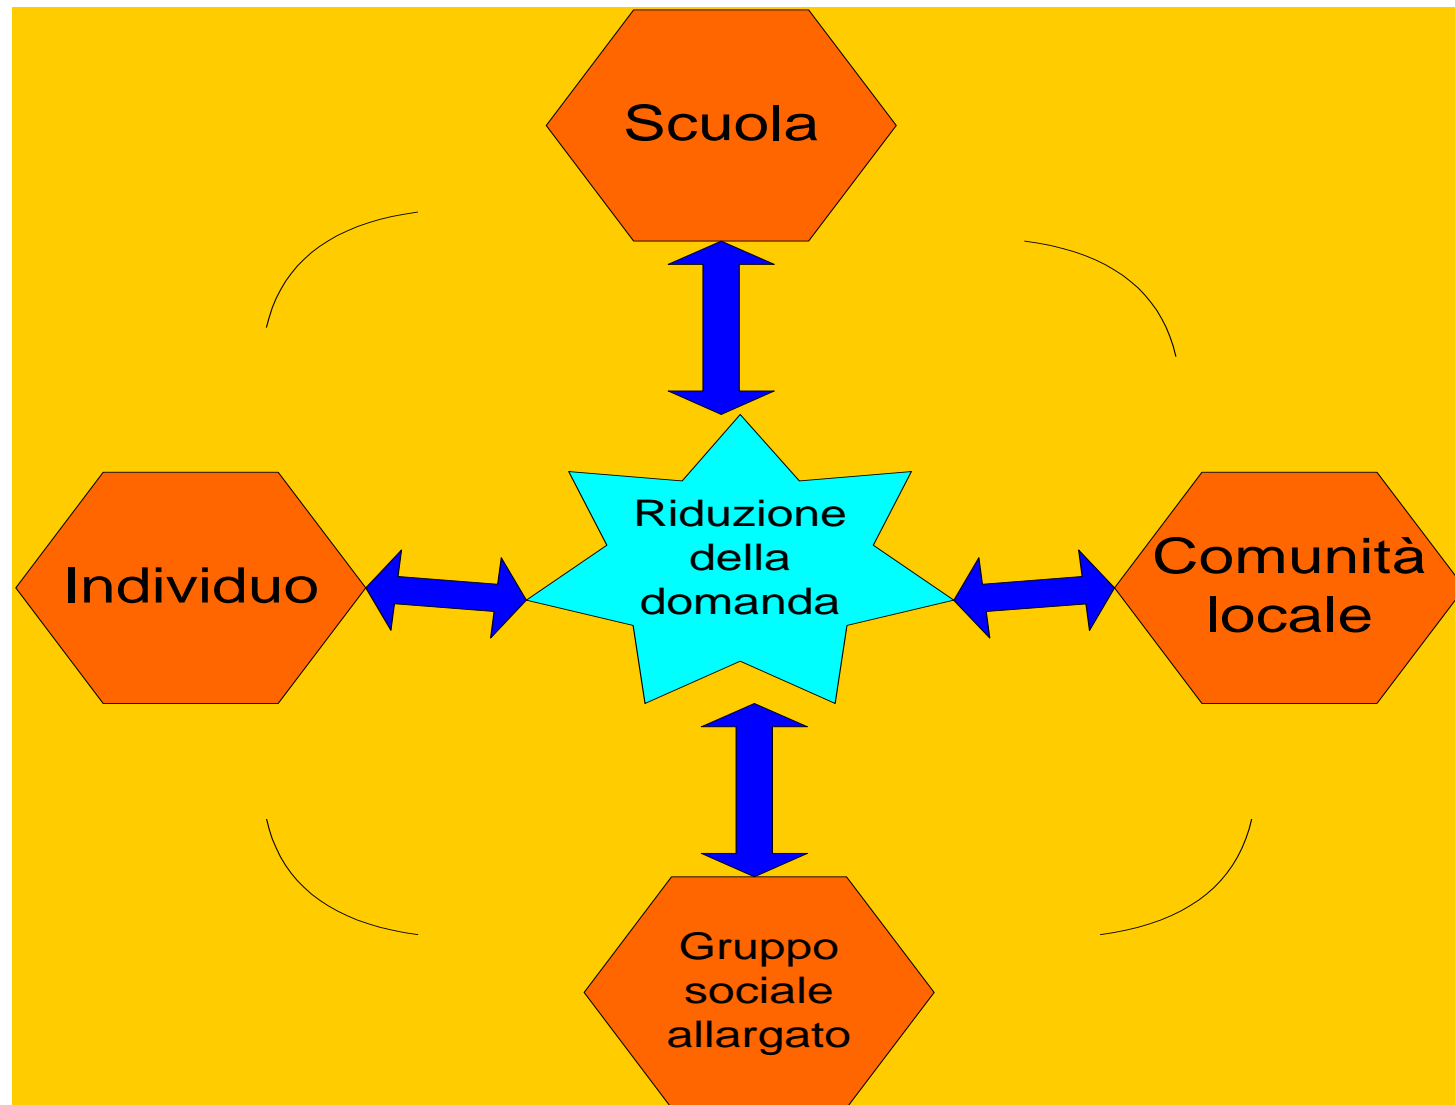 Scuola
Riduzione
della
domanda
Individuo
Comunità
locale
Gruppo
sociale
allargato